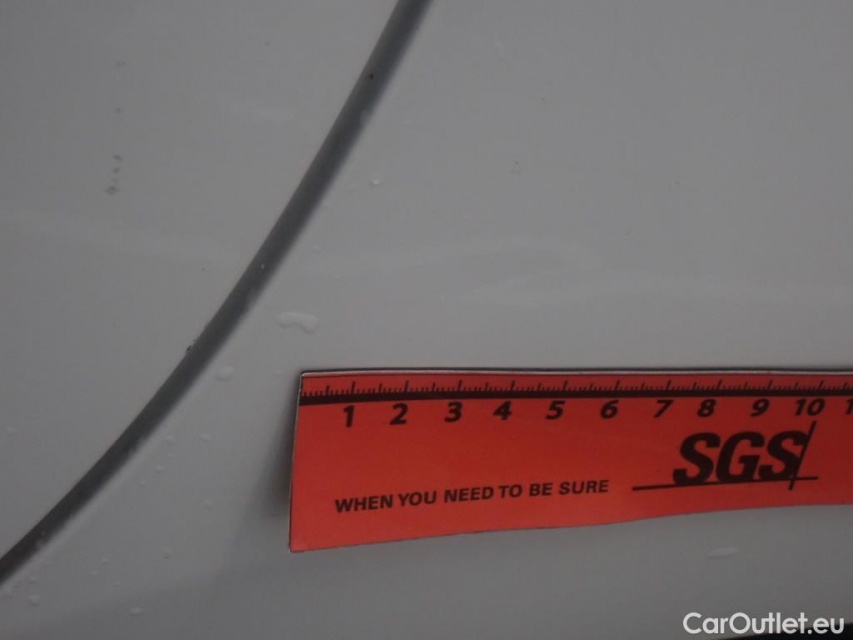 1 2 3 4 5 6 7 8 9 10 1
SGS
WHEN YOU NEED TO BE SURE
CarOutlet.eu